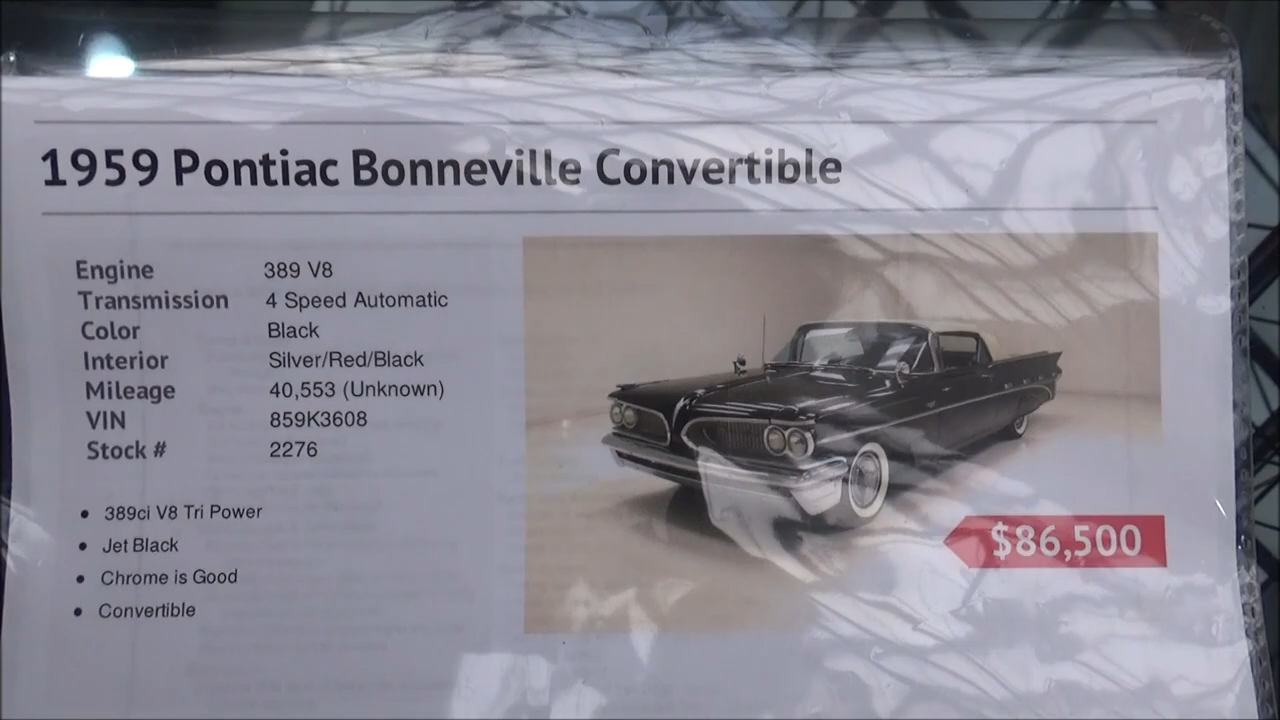 1959 Pontiac Bonneville Convertible
Engine 389 V8
Transmission 4 Speed Automatic
Color Black
Interior Silver/Red/Black
Mileage 40,553 (Unknown)
VIN 859K3608
Stock # 2276
• 389ci V8 Tri Power
• Jet Black
• Chrome is Good
• Convertible
$86,500